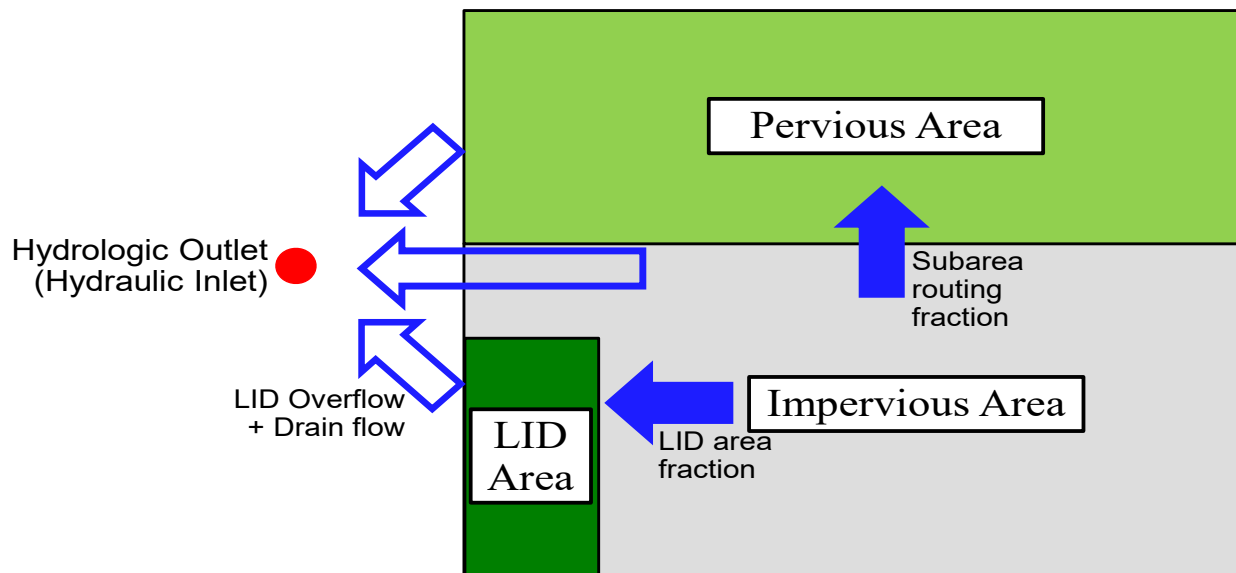 Pervious Area
Hydrologic Outlet
(Hydraulic Inlet)
Subarea
routing
fraction
LID Overflow
+ Drain flow
LID
Area
Impervious Area
LID area
fraction